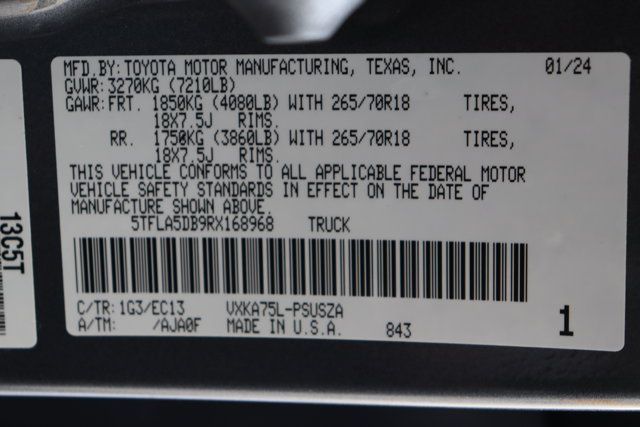 MFD.BY: TOYOTA MOTOR MANUFACTURING, TEXAS, INC. 01/24
GVWR: 3270KG (7210LB)
GAWR: FRT. 1850KG (4080LB) WITH 265/70R18 TIRES,
18X7.5J RIMS.
RR. 1750KG (3860LB) WITH 265/70R18 TIRES,
18X7.5J RIMS.
THIS VEHICLE CONFORMS TO ALL APPLICABLE FEDERAL MOTOR
VEHICLE SAFETY STANDARDS IN EFFECT ON THE DATE OF
MANUFACTURE SHOWN ABOVE.
5TFLA5DB9RX168968 TRUCK
C/TR: 1G3/EC13 VXKA75L-PSUSZA
A/TM: /AJA0F MADE IN U.S.A. 843 1
13C5T